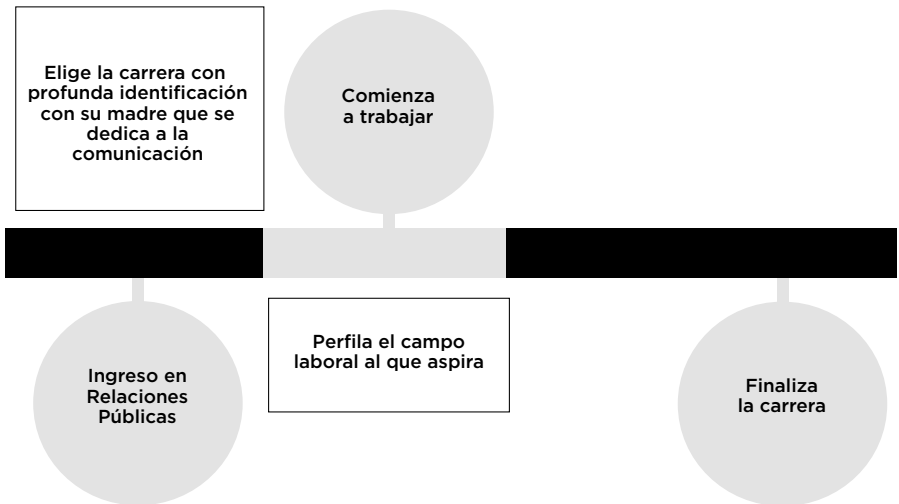 Elige la carrera con
profunda identificación
con su madre que se
dedica a la
comunicación
Comienza
a trabajar
Ingreso en
Relaciones
Públicas
Perfila el campo
laboral al que aspira
Finaliza
la carrera